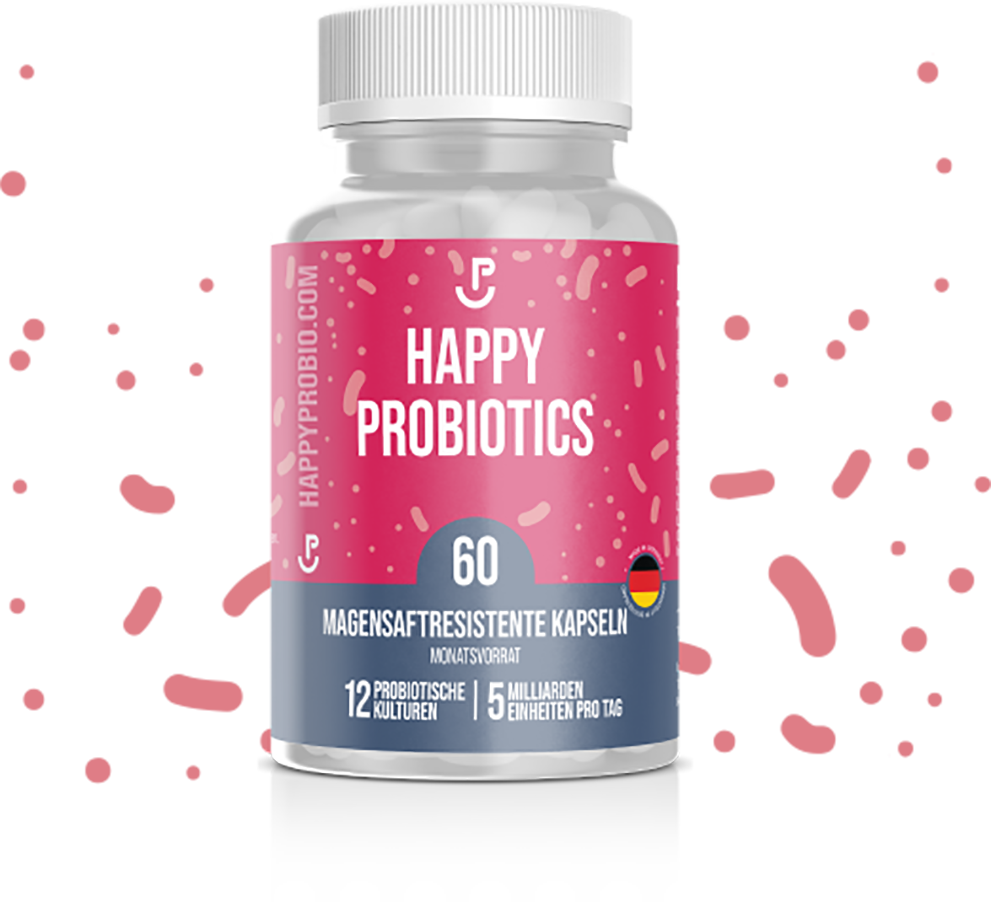 HAPPYPROBIO.COM
HAPPY
PROBIOTICS
60
MAGENSAFTRESISTENTE KAPSELN
MONATSVORRAT
12 PROBIOTISCHE KULTUREN | 5 MILLIARDEN EINHEITEN PRO TAG